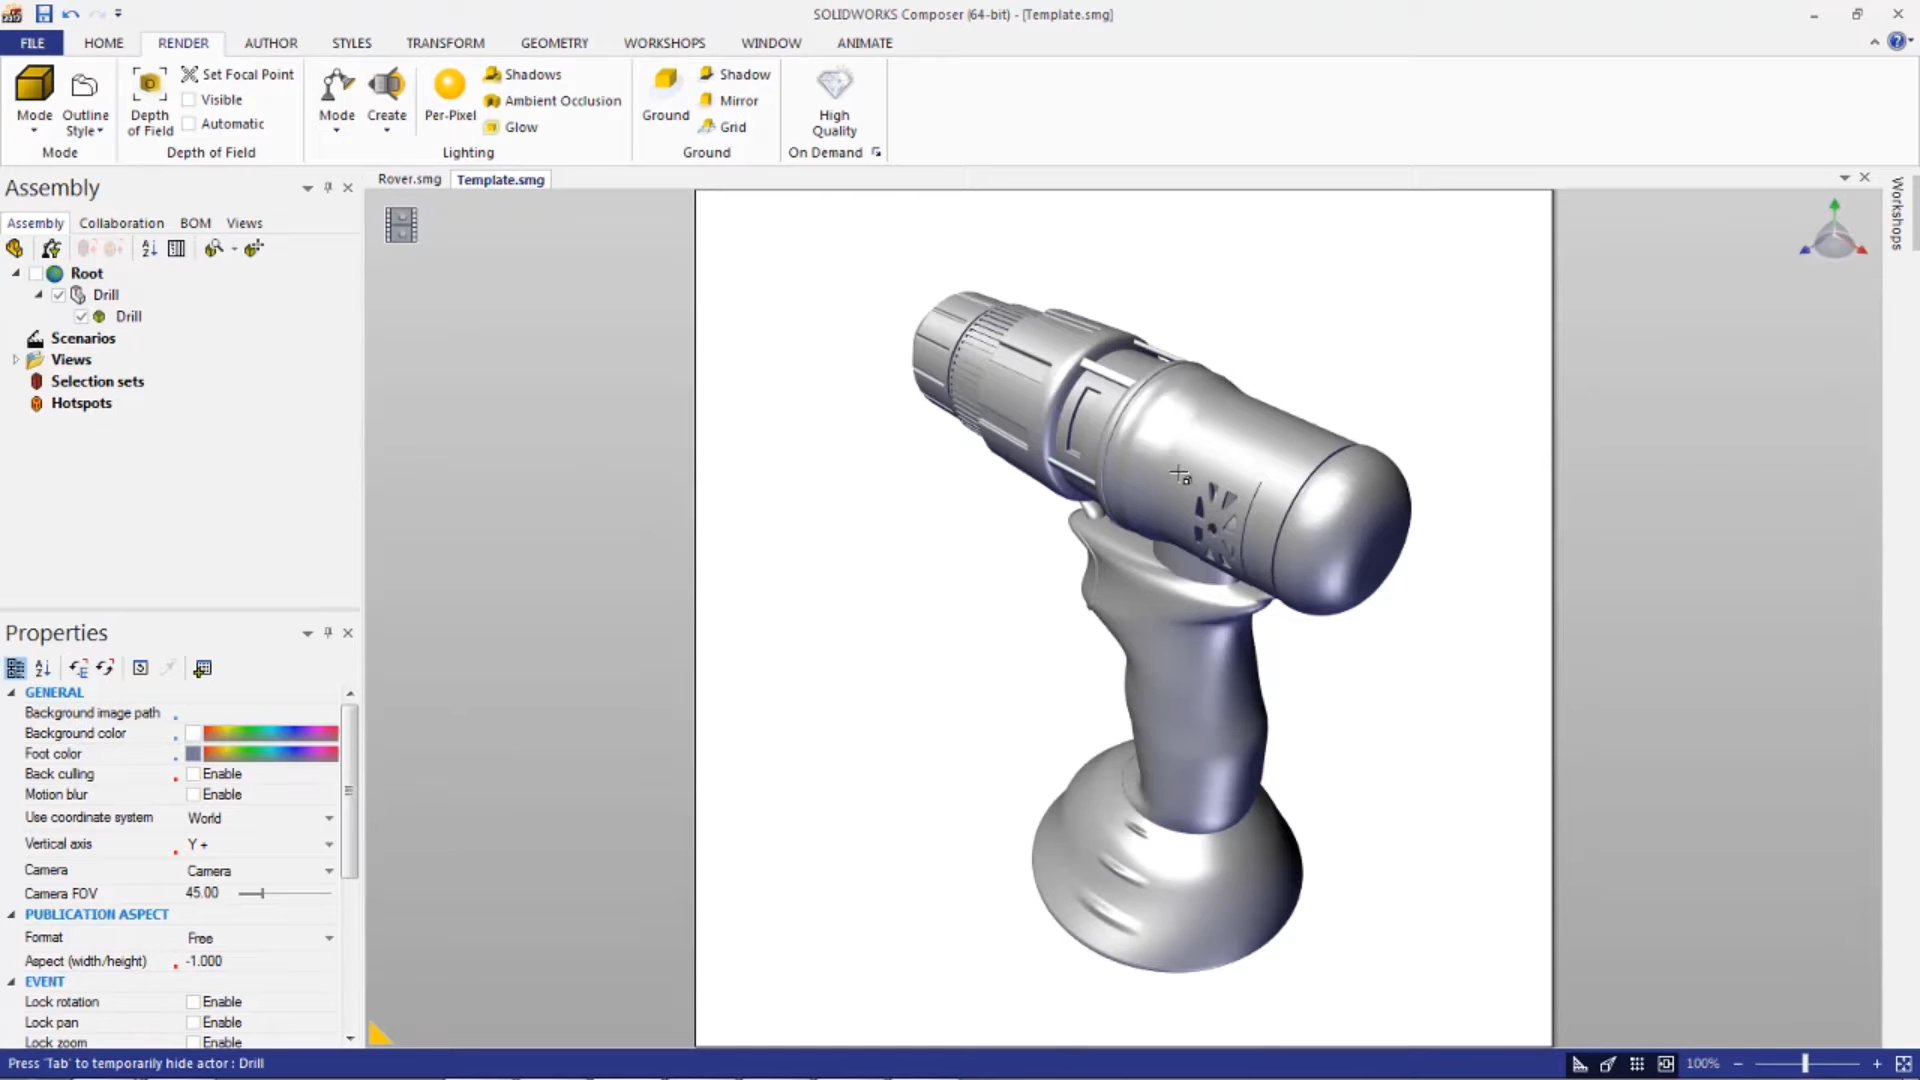 SOLIDWORKS Composer (64-bit) - [Template.smg]
FILE HOME RENDER AUTHOR STYLES TRANSFORM GEOMETRY WORKSHOPS WINDOW ANIMATE
Mode
Outline Style
Mode
Depth of Field
Set Focal Point
Visible
Automatic
Depth of Field
Mode
Create
Per-Pixel
Shadows
Ambient Occlusion
Glow
Lighting
Ground
Shadow
Mirror
Grid
Ground
High Quality
On Demand
Assembly
Rover.smg Template.smg
Workshops
Assembly Collaboration BOM Views
Root
Drill
Drill
Scenarios
Views
Selection sets
Hotspots
Properties
GENERAL
Background image path
Background color
Foot color
Back culling Enable
Motion blur Enable
Use coordinate system World
Vertical axis Y +
Camera Camera
Camera FOV 45.00
PUBLICATION ASPECT
Format Free
Aspect (width/height) -1.000
EVENT
Lock rotation Enable
Lock pan Enable
Lock zoom Enable
Press 'Tab' to temporarily hide actor : Drill
100%